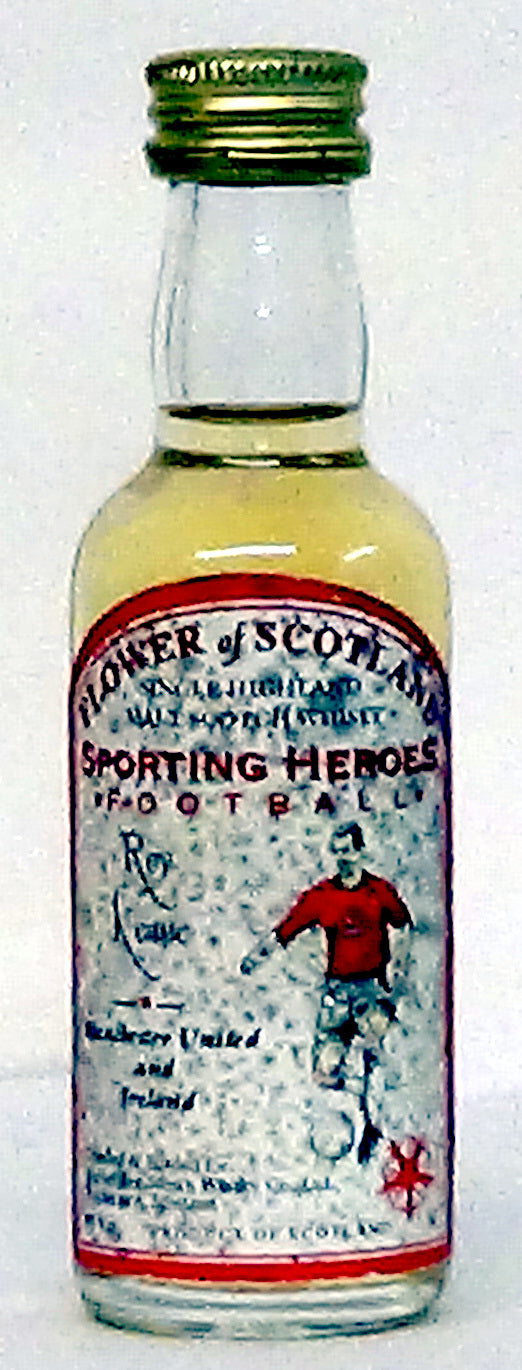 FLOWER of SCOTLAND
SINGLE HIGHLAND
MALT SCOTCH WHISKY
SPORTING HEROES
"FOOTBALL"
Roy
Keane
United
and
Ireland
PRODUCT OF SCOTLAND